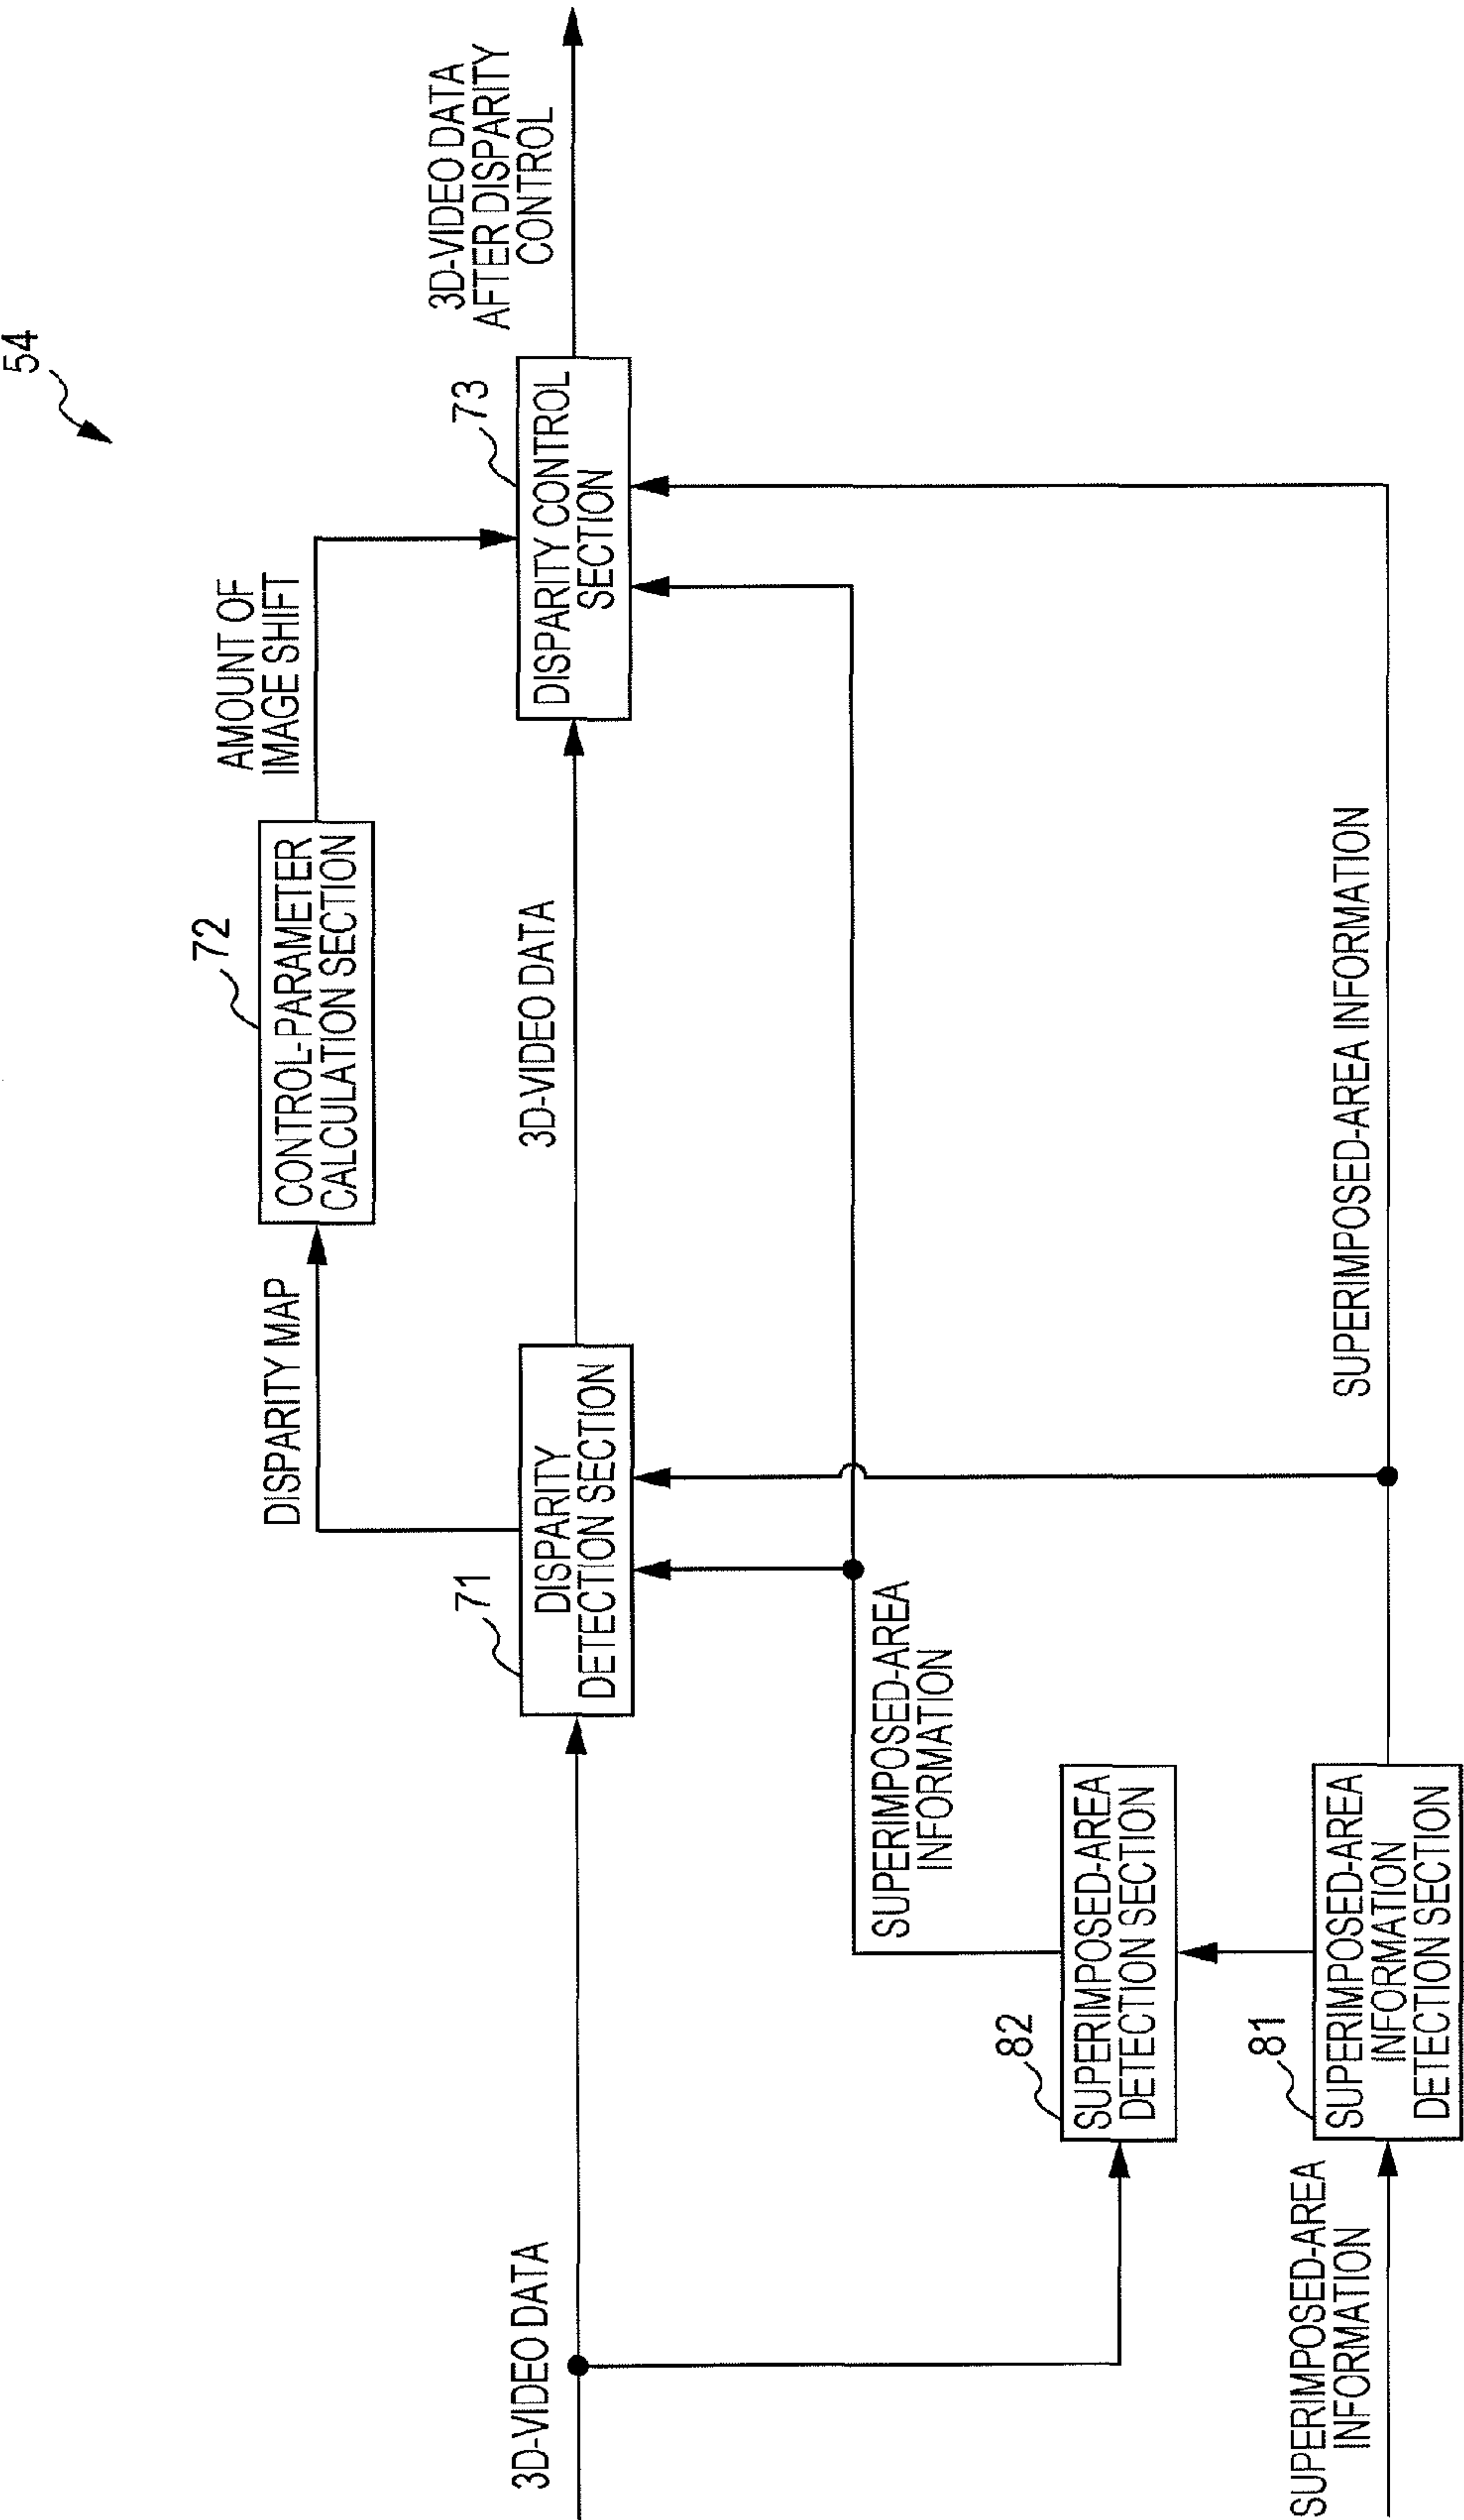 54
3D-VIDEO DATA
71
DISPARITY
DETECTION SECTION
DISPARITY MAP
72
CONTROL-PARAMETER
CALCULATION SECTION
AMOUNT OF
IMAGE SHIFT
3D-VIDEO DATA
73
DISPARITY CONTROL
SECTION
3D-VIDEO DATA
AFTER DISPARITY
CONTROL
82
SUPERIMPOSED-AREA
DETECTION SECTION
SUPERIMPOSED-AREA
INFORMATION
SUPERIMPOSED-AREA
INFORMATION
81
SUPERIMPOSED-AREA
INFORMATION
DETECTION SECTION
SUPERIMPOSED-AREA INFORMATION